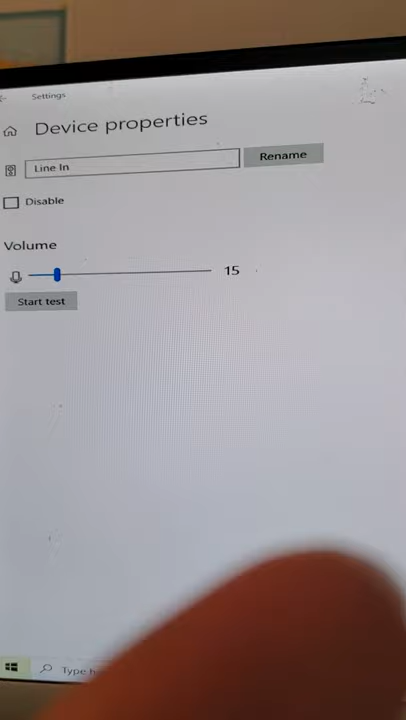 Settings
Device properties
Line In
Rename
Disable
Volume
15
Start test
Type h